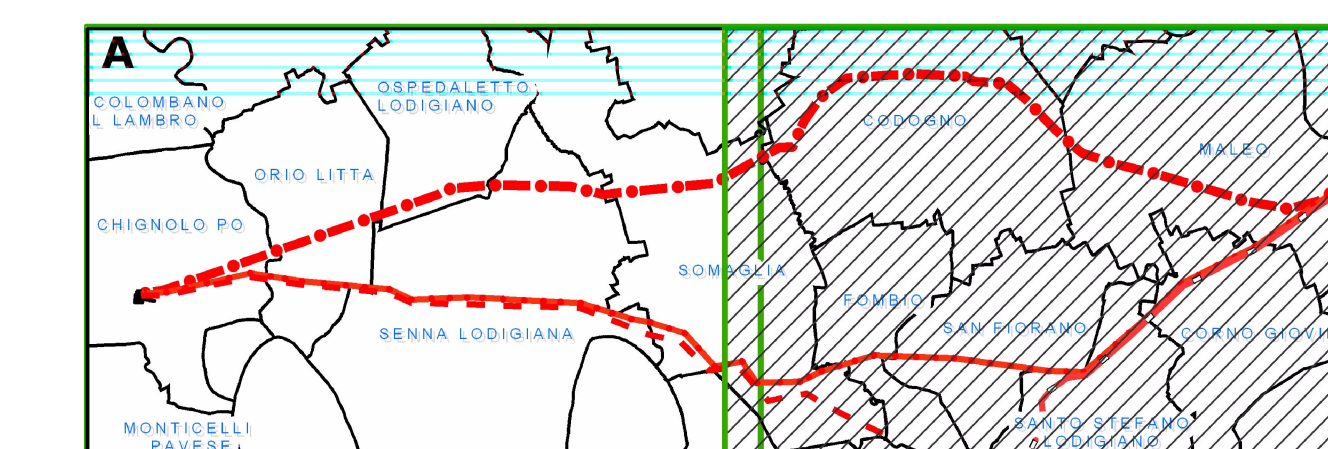 A
OSPEDALETTO
LODIGIANO
COLOMBANO
L LAMBRO
CODOGNO
MALEO
ORIO LITTA
CHIGNOLO PO
SOMAGLIA
FOMBIO
SENNA LODIGIANA
SAN FIORANO
CORNO GIOVI
SANTO STEFANO
LODIGIANO
MONTICELLI
PAVESE